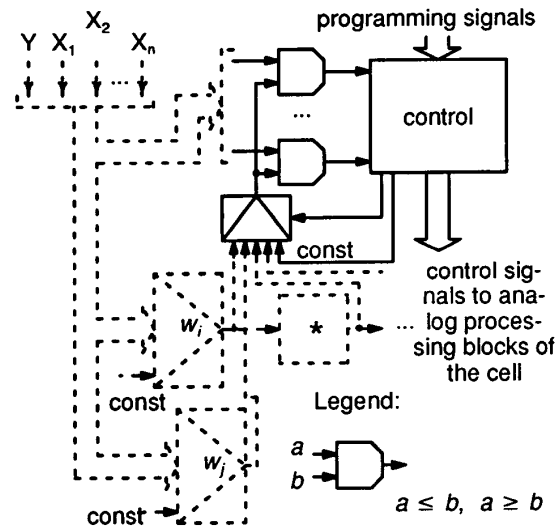 programming signals
Y X1 X2 ... Xn
control
...
const
control sig-
nals to ana-
log proces-
sing blocks of
the cell
wi
*
...
const
Legend:
wj
a
b
const
a ≤ b, a ≥ b